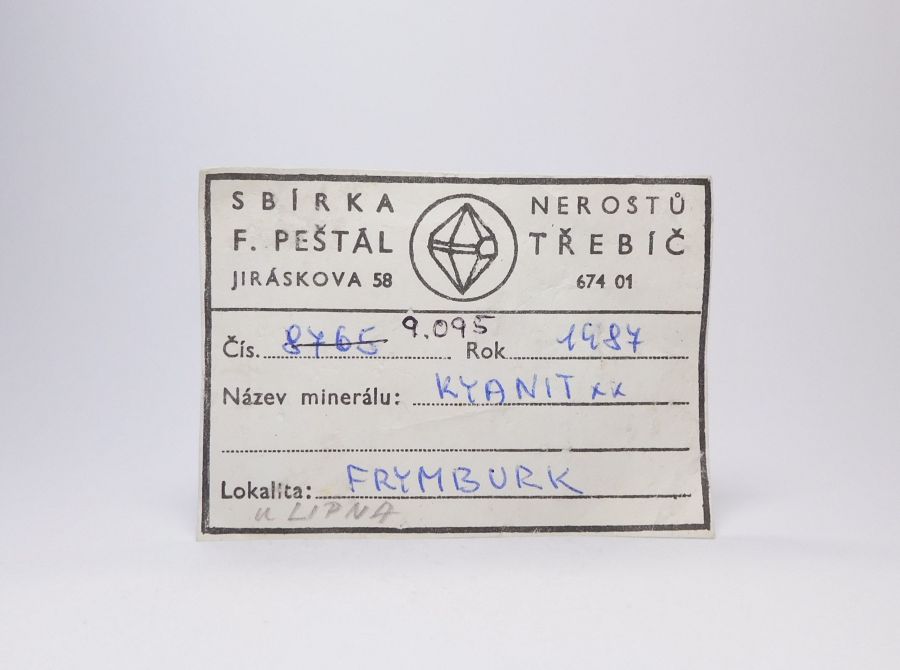 SBÍRKA NEROSTŮ
F. PEŠTÁL TŘEBÍČ
JIRÁSKOVA 58 674 01
Čís. 8765 9.095 Rok 1987
Název minerálu: KYANIT xx
Lokalita: FRYMBURK
u LIPNA